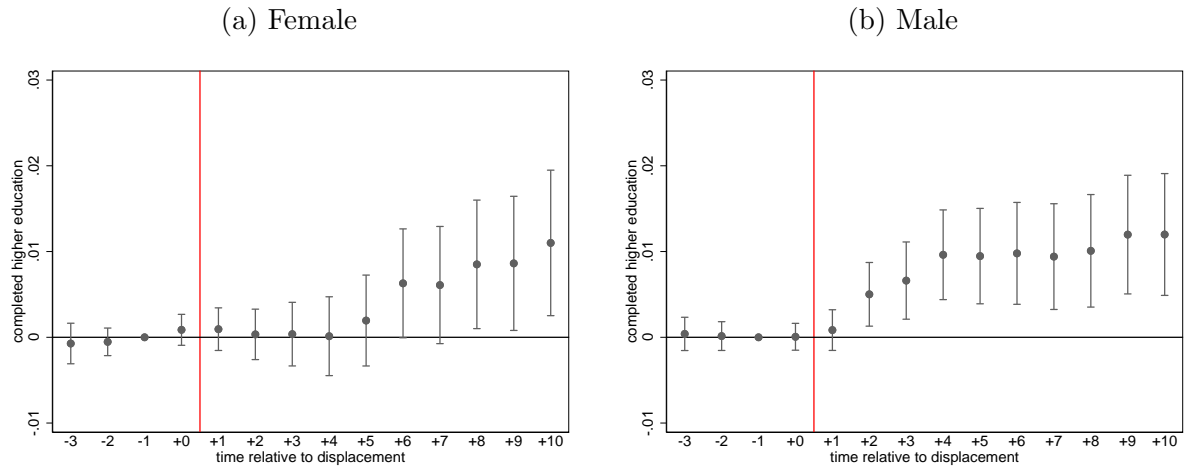 (a) Female
.03
.02
.01
0
-.01
completed higher education
-3 -2 -1 +0 +1 +2 +3 +4 +5 +6 +7 +8 +9 +10
time relative to displacement
(b) Male
.03
.02
.01
0
-.01
completed higher education
-3 -2 -1 +0 +1 +2 +3 +4 +5 +6 +7 +8 +9 +10
time relative to displacement